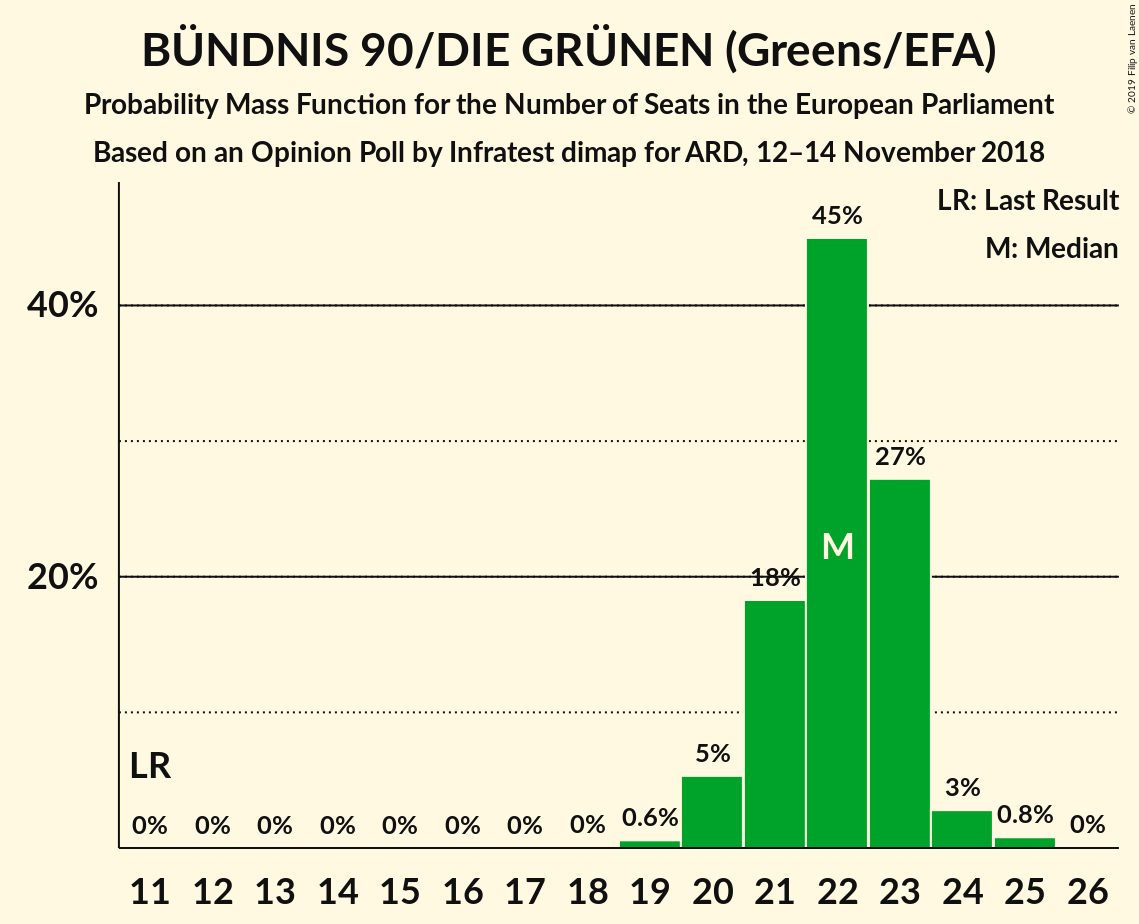 BÜNDNIS 90/DIE GRÜNEN (Greens/EFA)
Probability Mass Function for the Number of Seats in the European Parliament
Based on an Opinion Poll by Infratest dimap for ARD, 12–14 November 2018
© 2019 Filip van Laenen
LR: Last Result
M: Median
45%
40%
27%
M
20%
18%
LR
5%
3%
0% 0% 0% 0% 0% 0% 0% 0% 0.6% 0.8% 0%
11 12 13 14 15 16 17 18 19 20 21 22 23 24 25 26